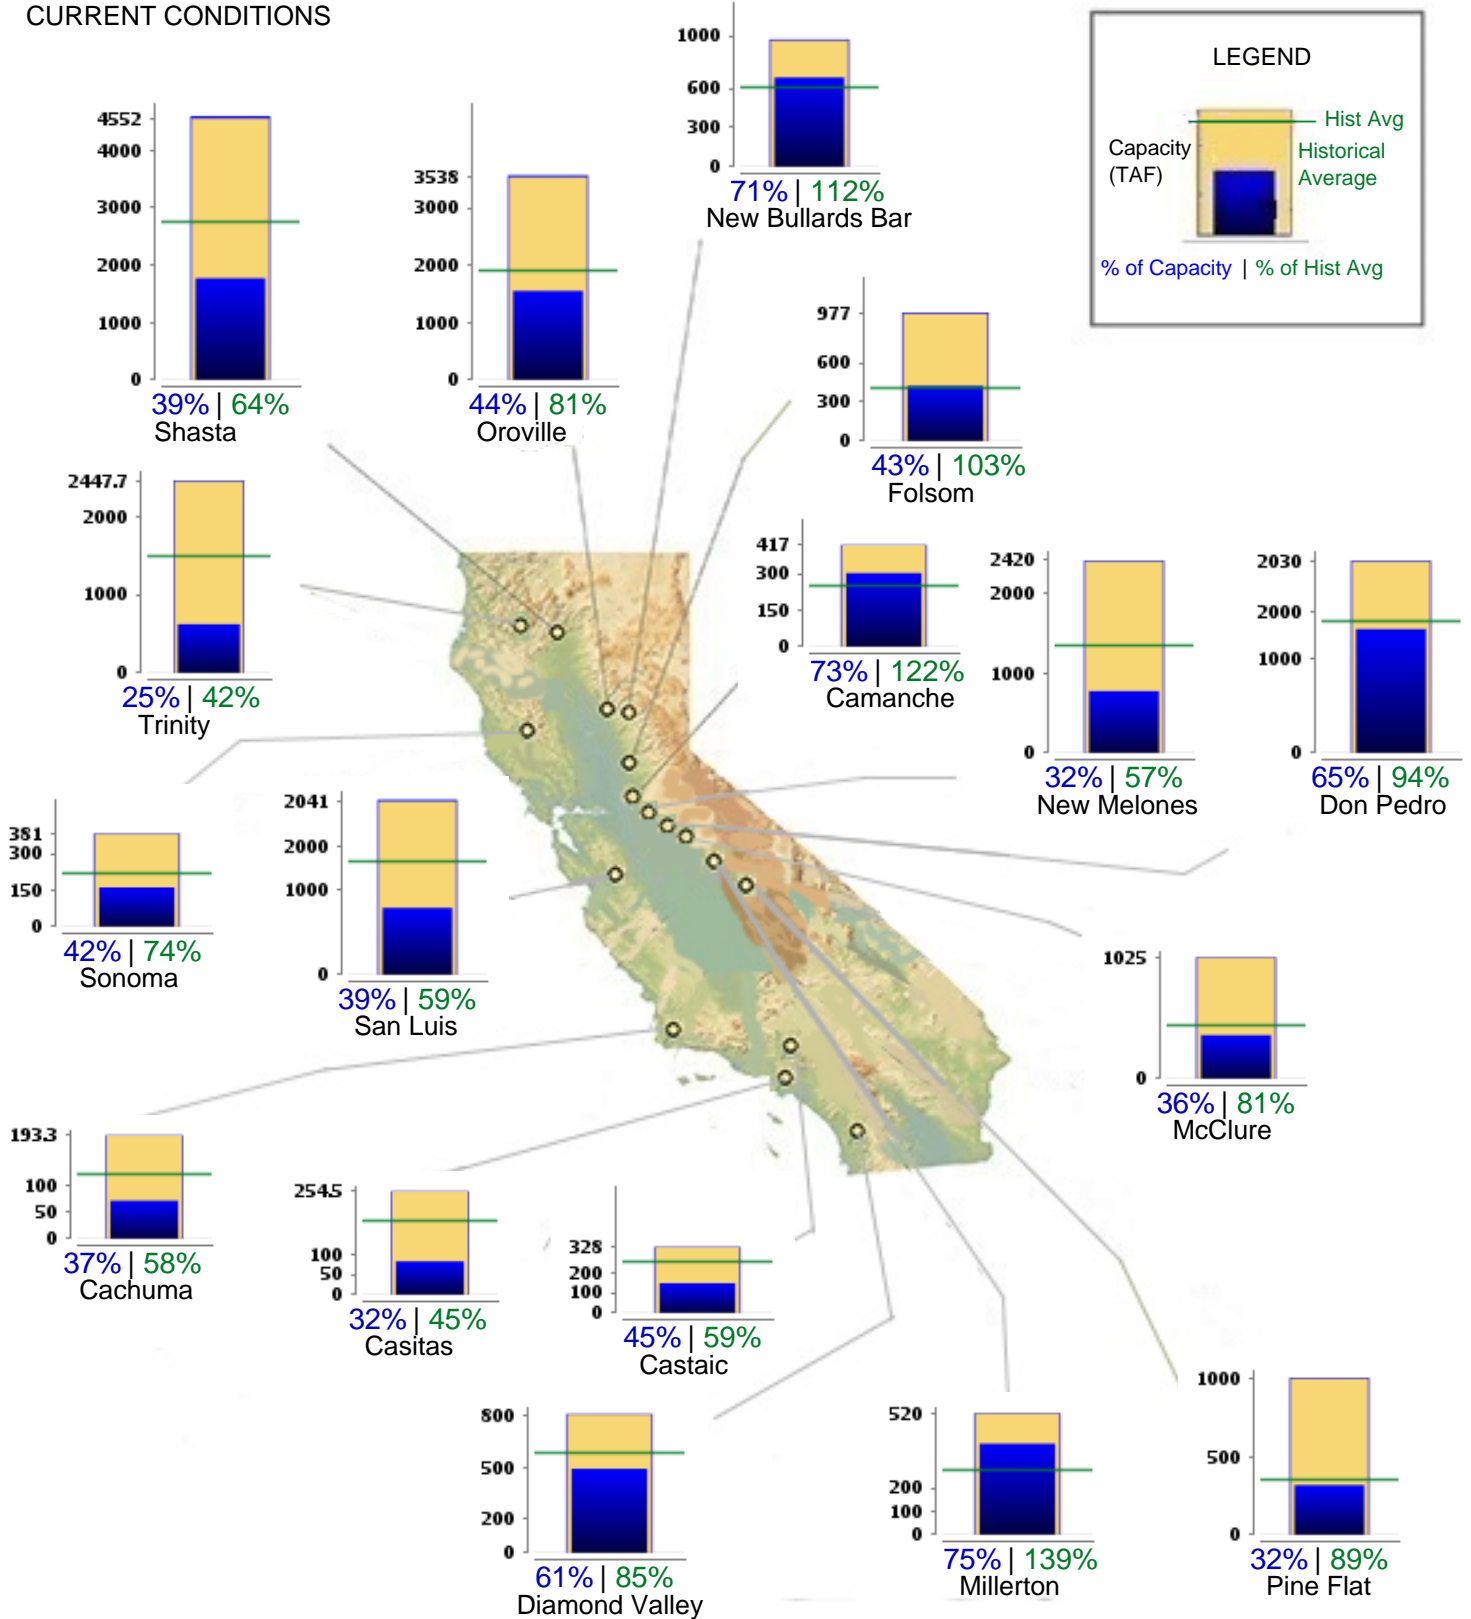 CURRENT CONDITIONS
1000
600
300
0
71% | 112%
New Bullards Bar
LEGEND
Hist Avg
Capacity
(TAF)
Historical
Average
% of Capacity | % of Hist Avg
4552
4000
3000
2000
1000
0
39% | 64%
Shasta
3538
3000
2000
1000
0
44% | 81%
Oroville
977
600
300
0
43% | 103%
Folsom
2447.7
2000
1000
0
25% | 42%
Trinity
417
300
150
0
73% | 122%
Camanche
2420
2000
1000
0
32% | 57%
New Melones
2030
2000
1000
0
65% | 94%
Don Pedro
381
300
150
0
42% | 74%
Sonoma
2041
2000
1000
0
39% | 59%
San Luis
1025
0
36% | 81%
McClure
193.3
100
50
0
37% | 58%
Cachuma
254.5
100
50
0
32% | 45%
Casitas
328
200
100
0
45% | 59%
Castaic
800
500
200
0
61% | 85%
Diamond Valley
520
200
100
0
75% | 139%
Millerton
1000
500
0
32% | 89%
Pine Flat